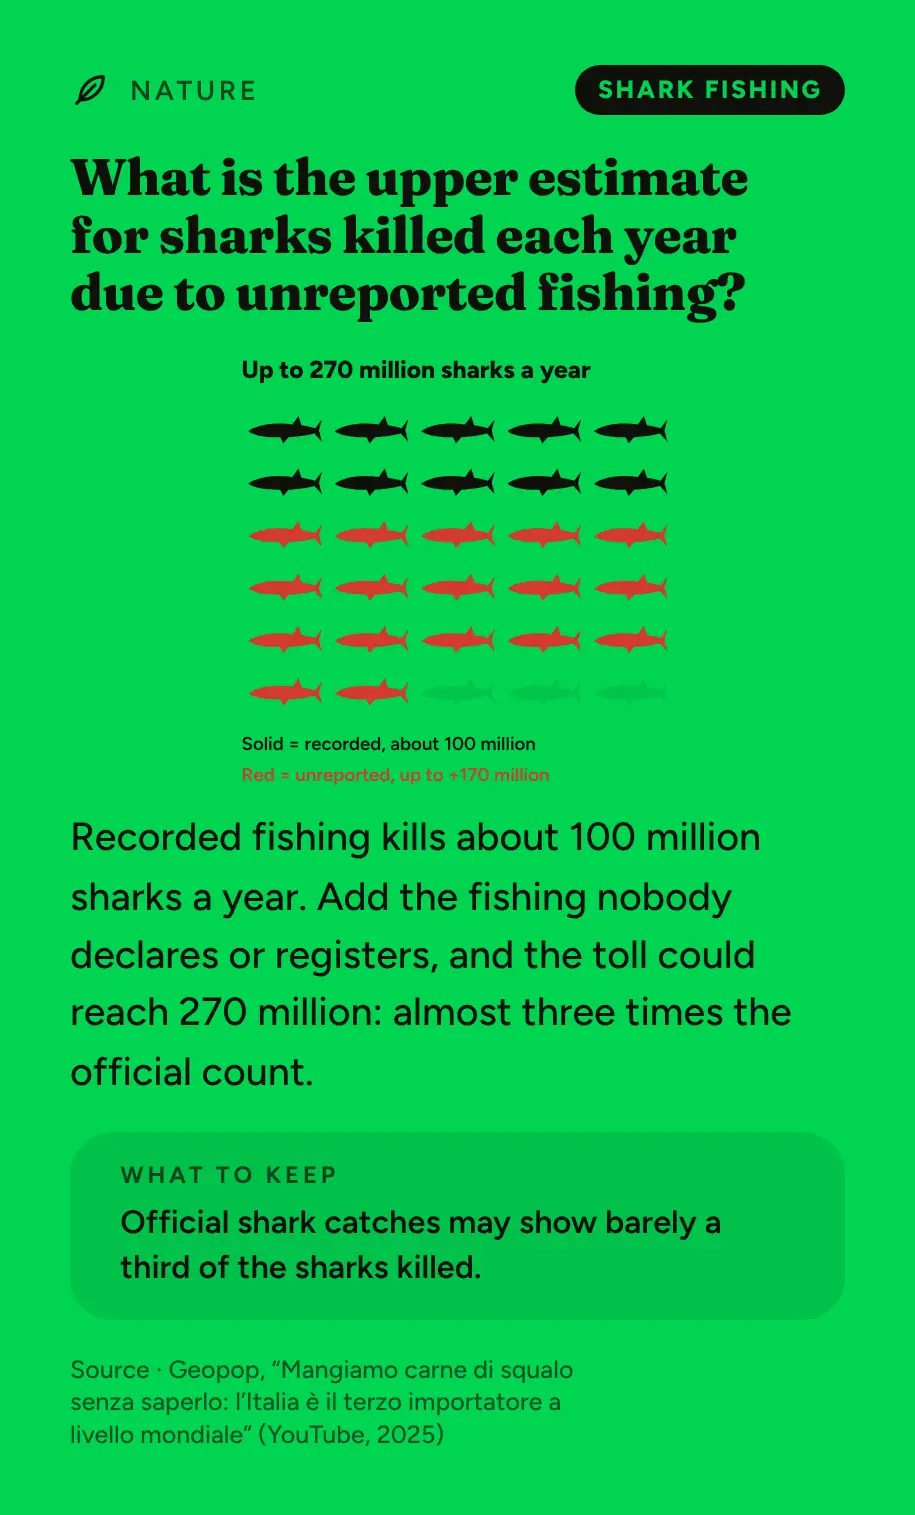 NATURE
SHARK FISHING
What is the upper estimate
for sharks killed each year
due to unreported fishing?
Up to 270 million sharks a year
Solid = recorded, about 100 million
Red = unreported, up to +170 million
Recorded fishing kills about 100 million
sharks a year. Add the fishing nobody
declares or registers, and the toll could
reach 270 million: almost three times the
official count.
WHAT TO KEEP
Official shark catches may show barely a
third of the sharks killed.
Source · Geopop, “Mangiamo carne di squalo
senza saperlo: l’Italia è il terzo importatore a
livello mondiale” (YouTube, 2025)